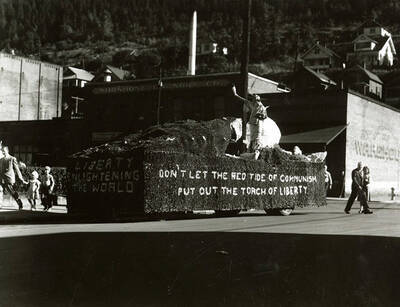 LIBERTY
ENLIGHTENING
THE WORLD
DON'T LET THE RED TIDE OF COMMUNISM
PUT OUT THE TORCH OF LIBERTY